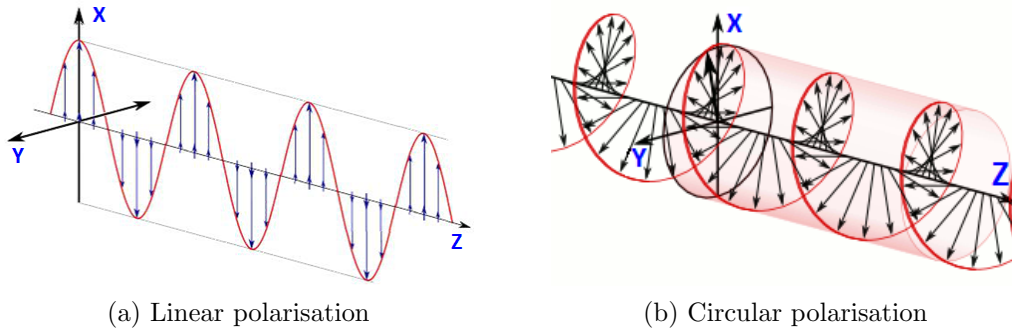 X
Y
Z
X
Y
Z
(a) Linear polarisation
(b) Circular polarisation